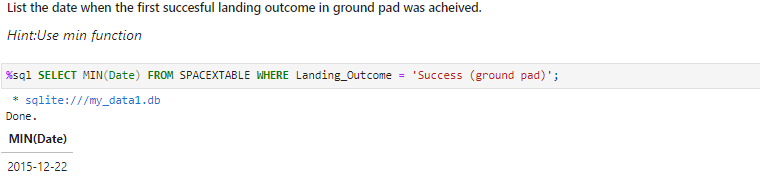 List the date when the first succesful landing outcome in ground pad was acheived.
Hint:Use min function
%sql SELECT MIN(Date) FROM SPACEXTABLE WHERE Landing_Outcome = 'Success (ground pad)';
* sqlite:///my_data1.db
Done.
MIN(Date)
2015-12-22